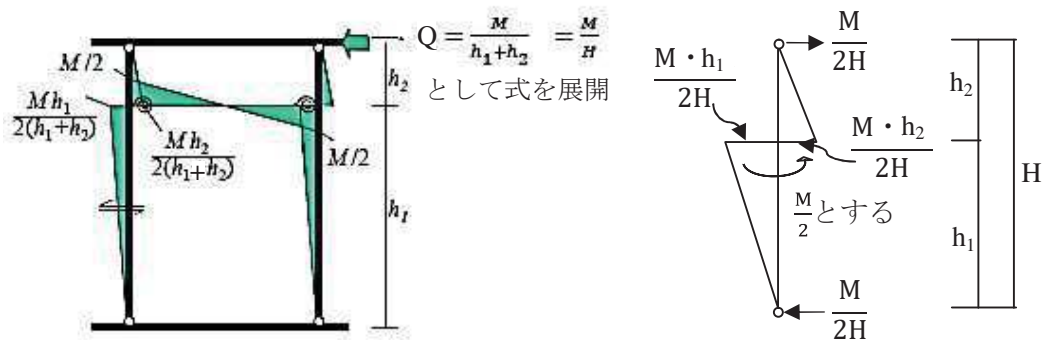 Q = M/(h₁+h₂) = M/H
として式を展開
M/2
Mh₁/2(h₁+h₂)
Mh₂/2(h₁+h₂)
M/2
h₂
h₁
M/2H
M・h₁/2H
M・h₂/2H
M/2とする
M/2H
h₂
h₁
H